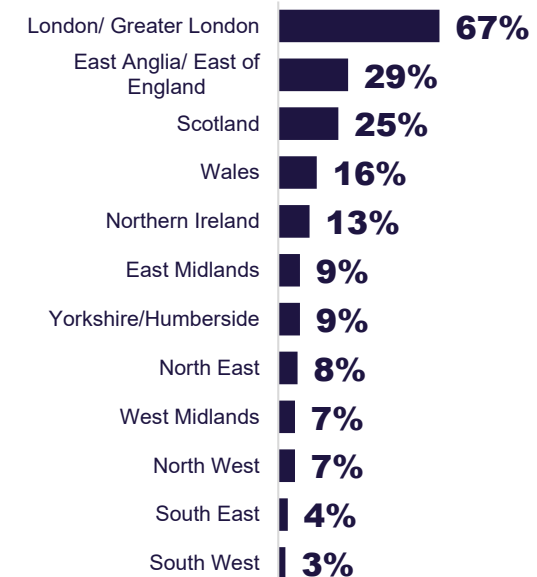 London/ Greater London 67%
East Anglia/ East of
England 29%
Scotland 25%
Wales 16%
Northern Ireland 13%
East Midlands 9%
Yorkshire/Humberside 9%
North East 8%
West Midlands 7%
North West 7%
South East 4%
South West 3%